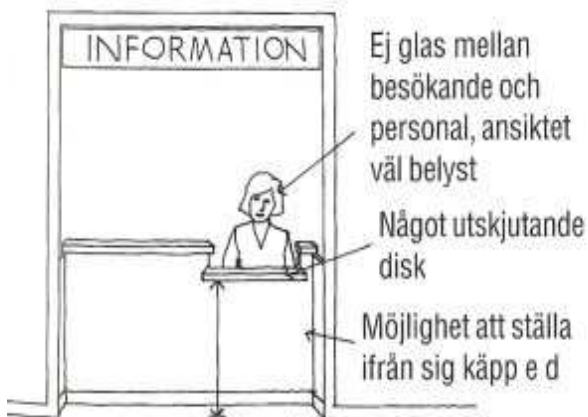 INFORMATION
Ej glas mellan
besökande och
personal, ansiktet
väl belyst
Något utskjutande
disk
Möjlighet att ställa
ifrån sig käpp e d